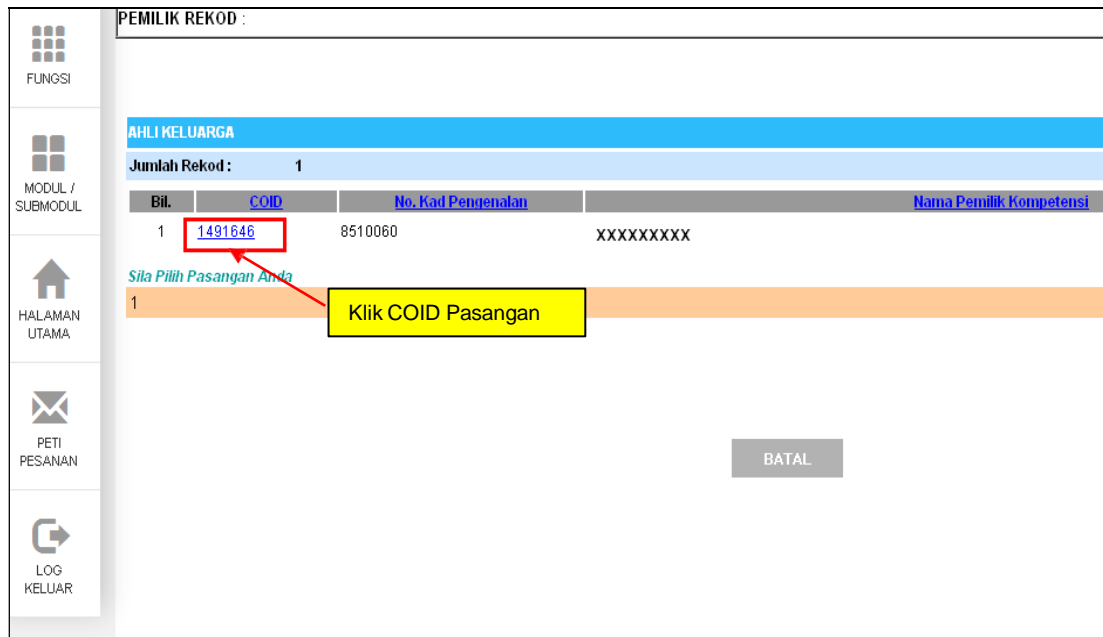 PEMILIK REKOD :
FUNGSI
MODUL /
SUBMODUL
HALAMAN
UTAMA
PETI
PESANAN
LOG
KELUAR
AHLI KELUARGA
Jumlah Rekod : 1
Bil. COID No. Kad Pengenalan Nama Pemilik Kompetensi
1 1491646 8510060 XXXXXXXXX
Sila Pilih Pasangan Anda
1
Klik COID Pasangan
BATAL